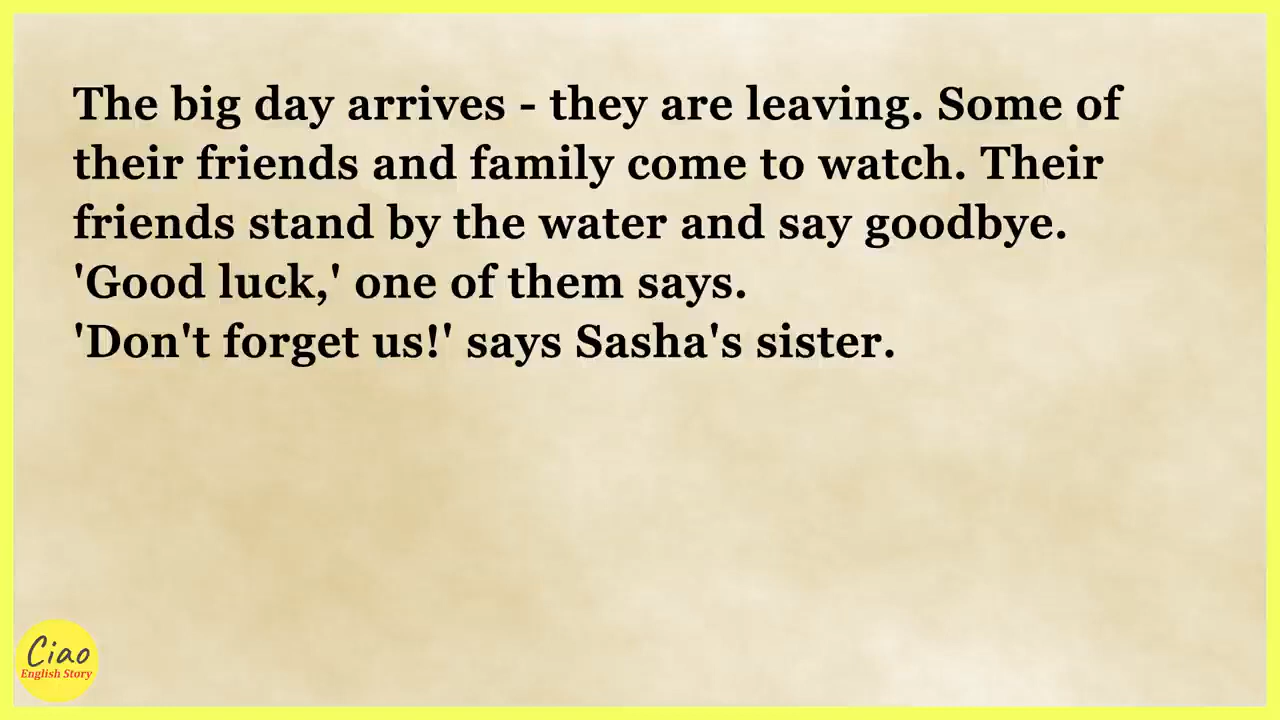 The big day arrives - they are leaving. Some of
their friends and family come to watch. Their
friends stand by the water and say goodbye.
'Good luck,' one of them says.
'Don't forget us!' says Sasha's sister.
Ciao
English Story